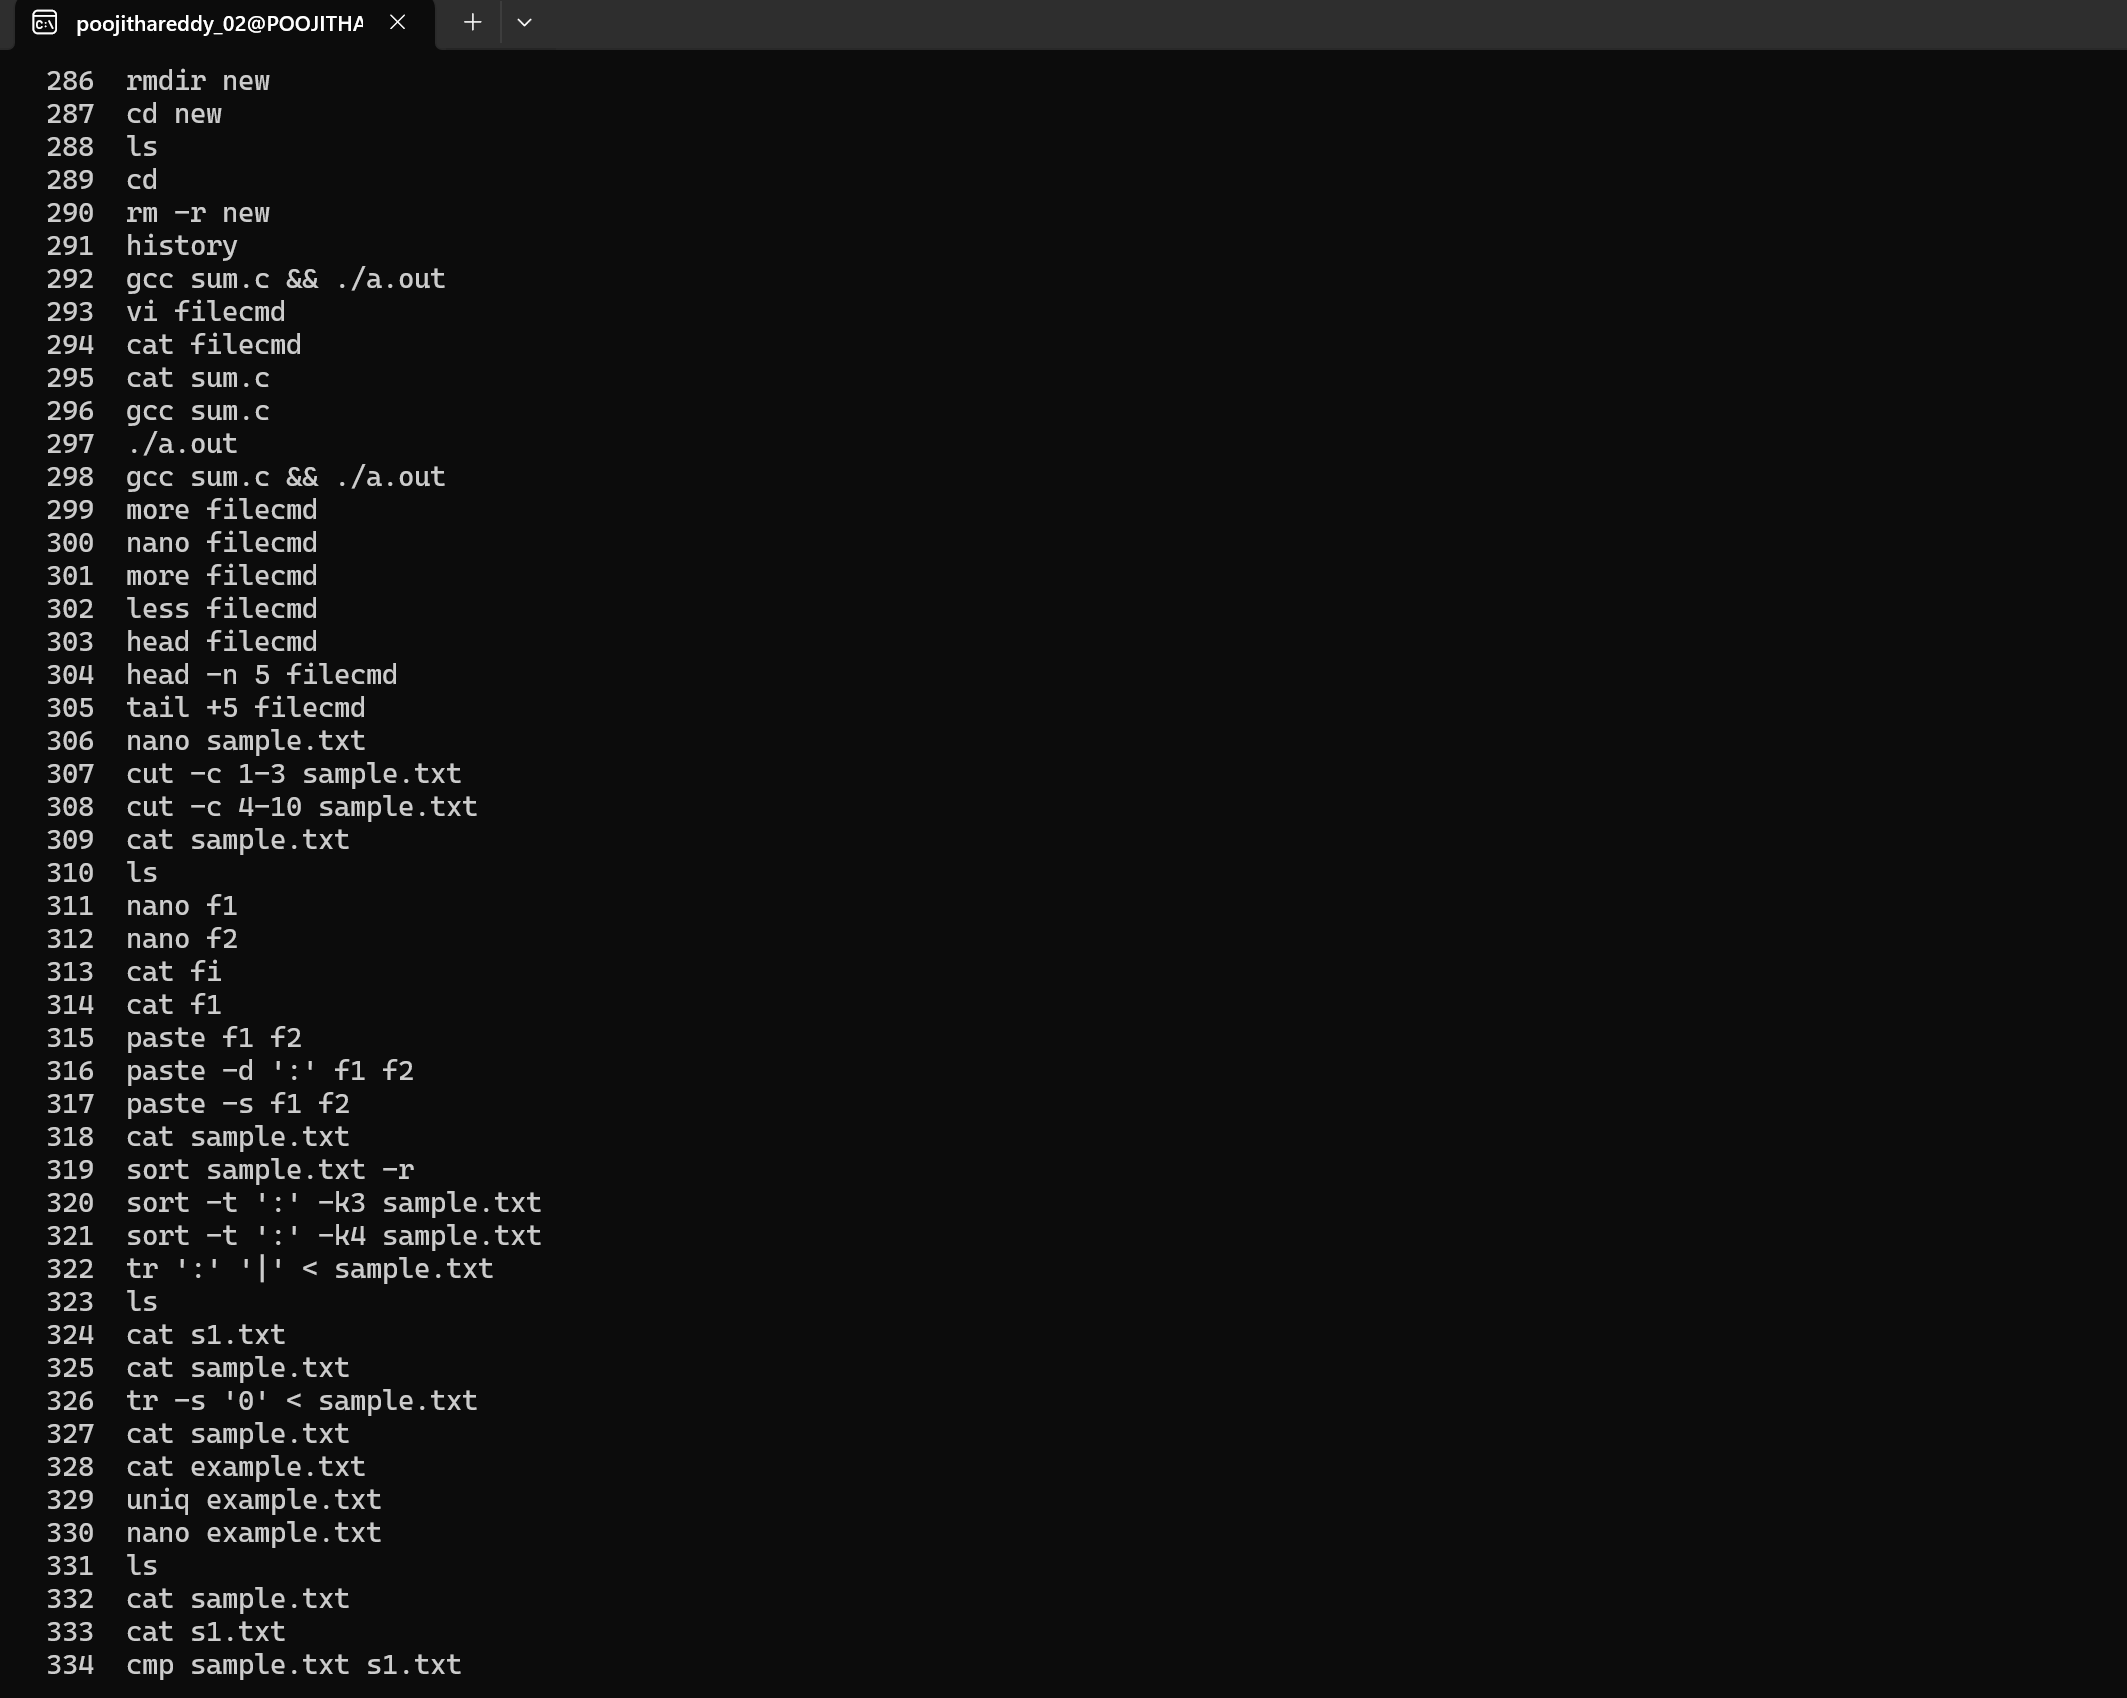 poojithareddy_02@POOJITHA
286 rmdir new
287 cd new
288 ls
289 cd
290 rm -r new
291 history
292 gcc sum.c && ./a.out
293 vi filecmd
294 cat filecmd
295 cat sum.c
296 gcc sum.c
297 ./a.out
298 gcc sum.c && ./a.out
299 more filecmd
300 nano filecmd
301 more filecmd
302 less filecmd
303 head filecmd
304 head -n 5 filecmd
305 tail +5 filecmd
306 nano sample.txt
307 cut -c 1-3 sample.txt
308 cut -c 4-10 sample.txt
309 cat sample.txt
310 ls
311 nano f1
312 nano f2
313 cat fi
314 cat f1
315 paste f1 f2
316 paste -d ':' f1 f2
317 paste -s f1 f2
318 cat sample.txt
319 sort sample.txt -r
320 sort -t ':' -k3 sample.txt
321 sort -t ':' -k4 sample.txt
322 tr ':' '|' < sample.txt
323 ls
324 cat s1.txt
325 cat sample.txt
326 tr -s '0' < sample.txt
327 cat sample.txt
328 cat example.txt
329 uniq example.txt
330 nano example.txt
331 ls
332 cat sample.txt
333 cat s1.txt
334 cmp sample.txt s1.txt